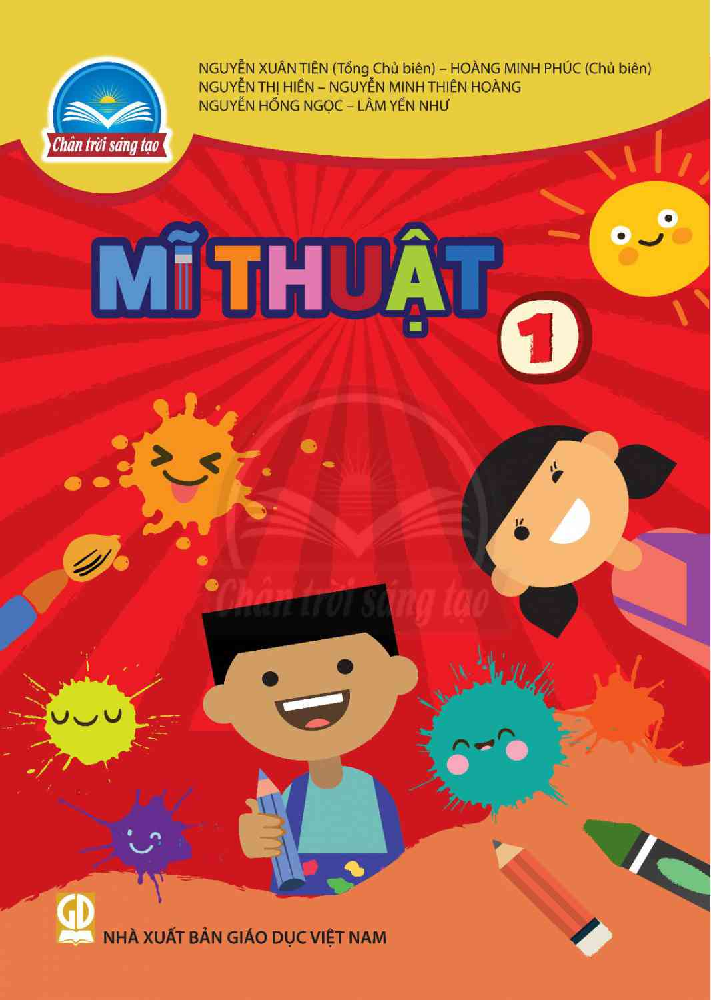 NGUYỄN XUÂN TIÊN (Tổng Chủ biên) – HOÀNG MINH PHÚC (Chủ biên)
NGUYỄN THỊ HIỀN – NGUYỄN MINH THIÊN HOÀNG
NGUYỄN HỒNG NGỌC – LÂM YẾN NHƯ
Chân trời sáng tạo
MĨ THUẬT
1
Chân trời sáng tạo
GD
NHÀ XUẤT BẢN GIÁO DỤC VIỆT NAM